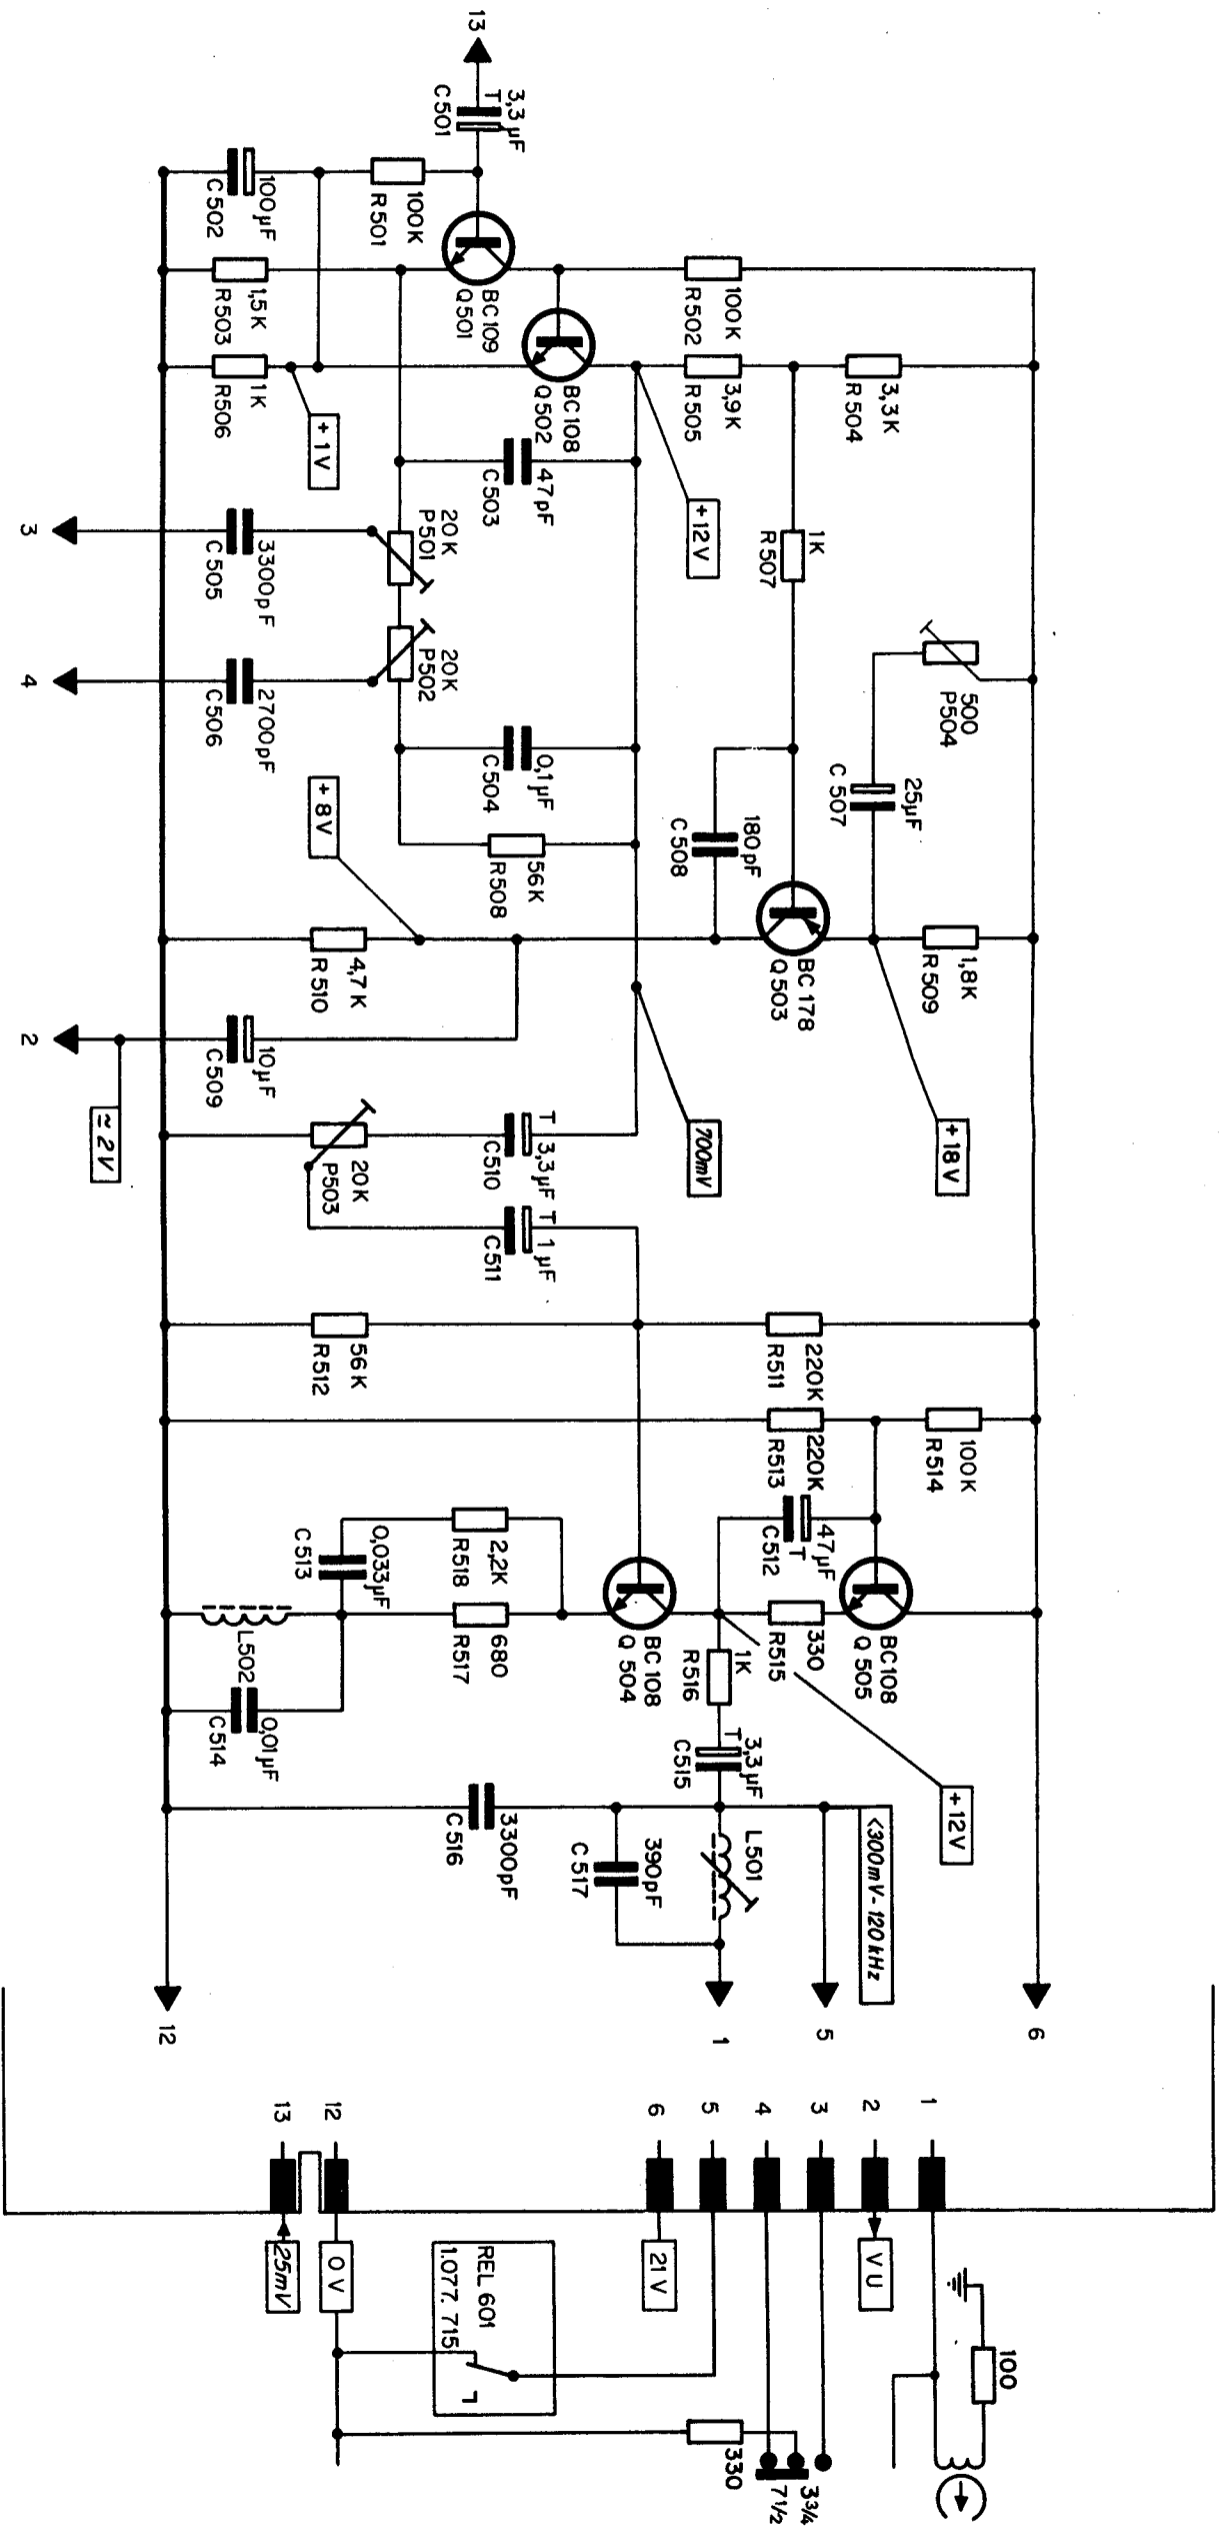 13
3,3 µF
T
C501
100µF
C502
100K
R501
1,5K
R503
1K
R506
BC109
Q501
+1V
BC108
Q502
100K
R502
3,9K
R505
3,3K
R504
47pF
C503
+12V
1K
R507
20K
P501
3300pF
C505
3
20K
P502
2700pF
C506
4
500
P504
0,1µF
C504
25µF
C507
+8V
56K
R508
180pF
C508
BC178
Q503
1,8K
R509
4,7K
R510
10µF
C509
2
≈2V
+18V
700mV
T 3,3µF
C510
20K
P503
T 1µF
C511
56K
R512
220K
R511
220K
R513
100K
R514
47µF
T
C512
0,033µF
C513
2,2K
R518
680
R517
BC108
Q504
BC108
Q505
330
R515
1K
R516
L502
0,01µF
C514
T 3,3µF
C515
+12V
3300pF
C516
390pF
C517
L501
<300mV-120kHz
12
1
5
6
13
12
6
5
4
3
2
1
25mV
0V
21V
VU
REL 601
1.077.715
100
330
3¾
7½